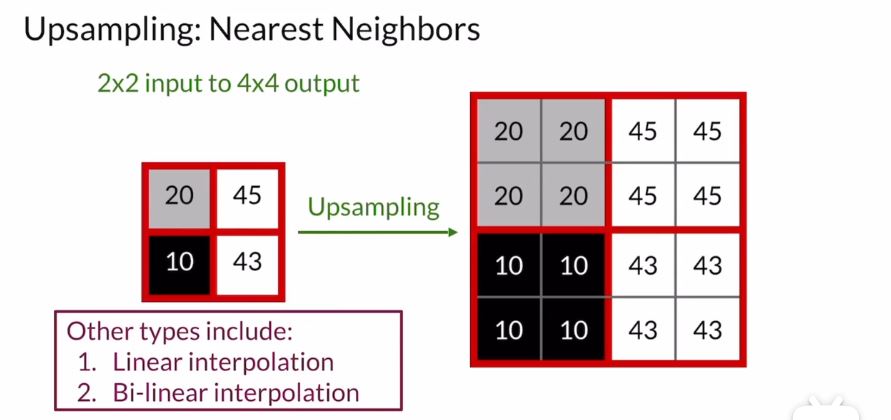 Upsampling: Nearest Neighbors
2x2 input to 4x4 output
20 45
10 43
Upsampling
20 20 45 45
20 20 45 45
10 10 43 43
10 10 43 43
Other types include:
1. Linear interpolation
2. Bi-linear interpolation